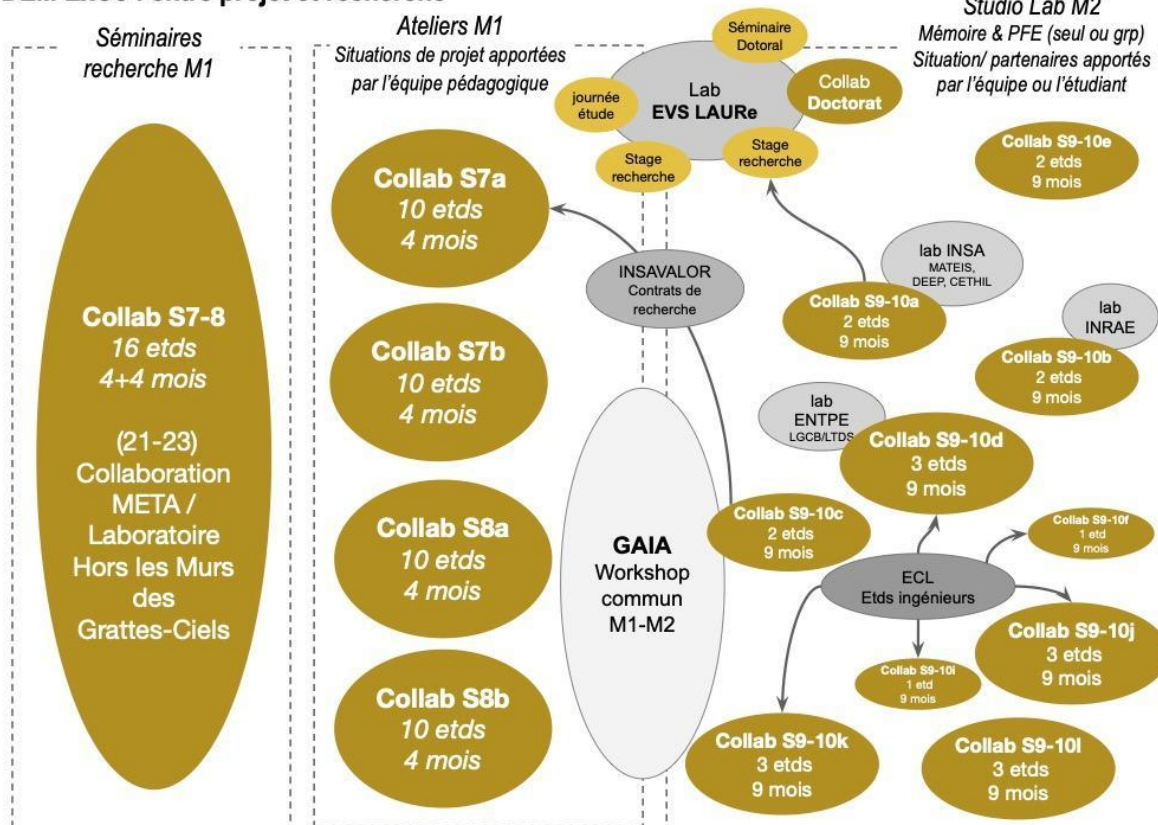 Séminaires
recherche M1
Ateliers M1
Situations de projet apportées
par l'équipe pédagogique
Studio Lab M2
Mémoire & PFE (seul ou grp)
Situation/ partenaires apportés
par l'équipe ou l'étudiant
Séminaire
Dotoral
Collab
Doctorat
Lab
EVS LAURe
journée
étude
Stage
recherche
Stage
recherche
Collab S7-8
16 etds
4+4 mois
(21-23)
Collaboration
META /
Laboratoire
Hors les Murs
des
Grattes-Ciels
Collab S7a
10 etds
4 mois
Collab S7b
10 etds
4 mois
Collab S8a
10 etds
4 mois
Collab S8b
10 etds
4 mois
INSAVALOR
Contrats de
recherche
GAIA
Workshop
commun
M1-M2
Collab S9-10e
2 etds
9 mois
lab INSA
MATEIS,
DEEP, CETHIL
Collab S9-10a
2 etds
9 mois
lab
INRAE
Collab S9-10b
2 etds
9 mois
lab
ENTPE
LGCB/LTDS
Collab S9-10d
3 etds
9 mois
Collab S9-10c
2 etds
9 mois
Collab S9-10f
1 etd
9 mois
ECL
Etds ingénieurs
Collab S9-10j
3 etds
9 mois
Collab S9-10i
1 etd
9 mois
Collab S9-10k
3 etds
9 mois
Collab S9-10l
3 etds
9 mois